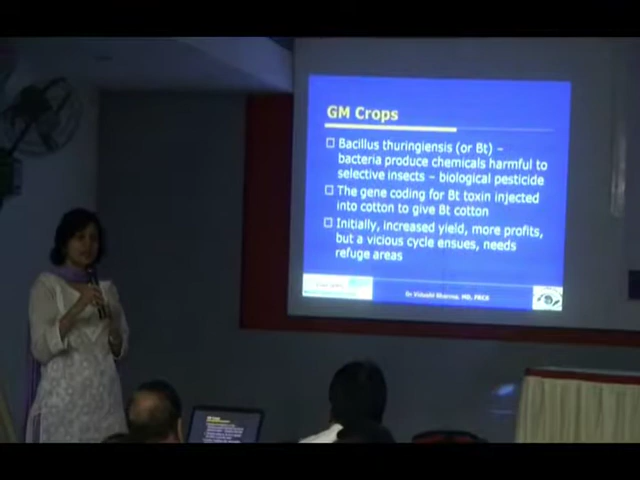 GM Crops
Bacillus thuringiensis (or Bt) –
bacteria produce chemicals harmful to
selective insects – biological pesticide
The gene coding for Bt toxin injected
into cotton to give Bt cotton
Initially, increased yield, more profits,
but a vicious cycle ensues, needs
refuge areas